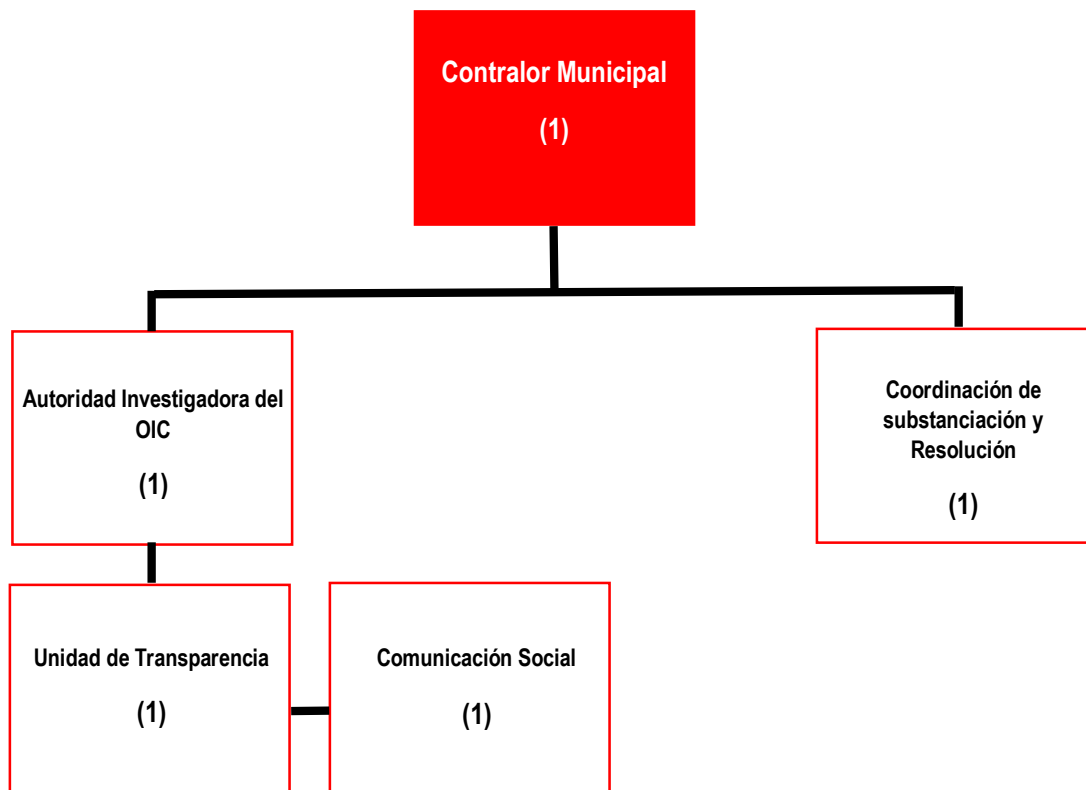 Contralor Municipal
(1)
Autoridad Investigadora del
OIC
(1)
Coordinación de
substanciación y
Resolución
(1)
Unidad de Transparencia
(1)
Comunicación Social
(1)